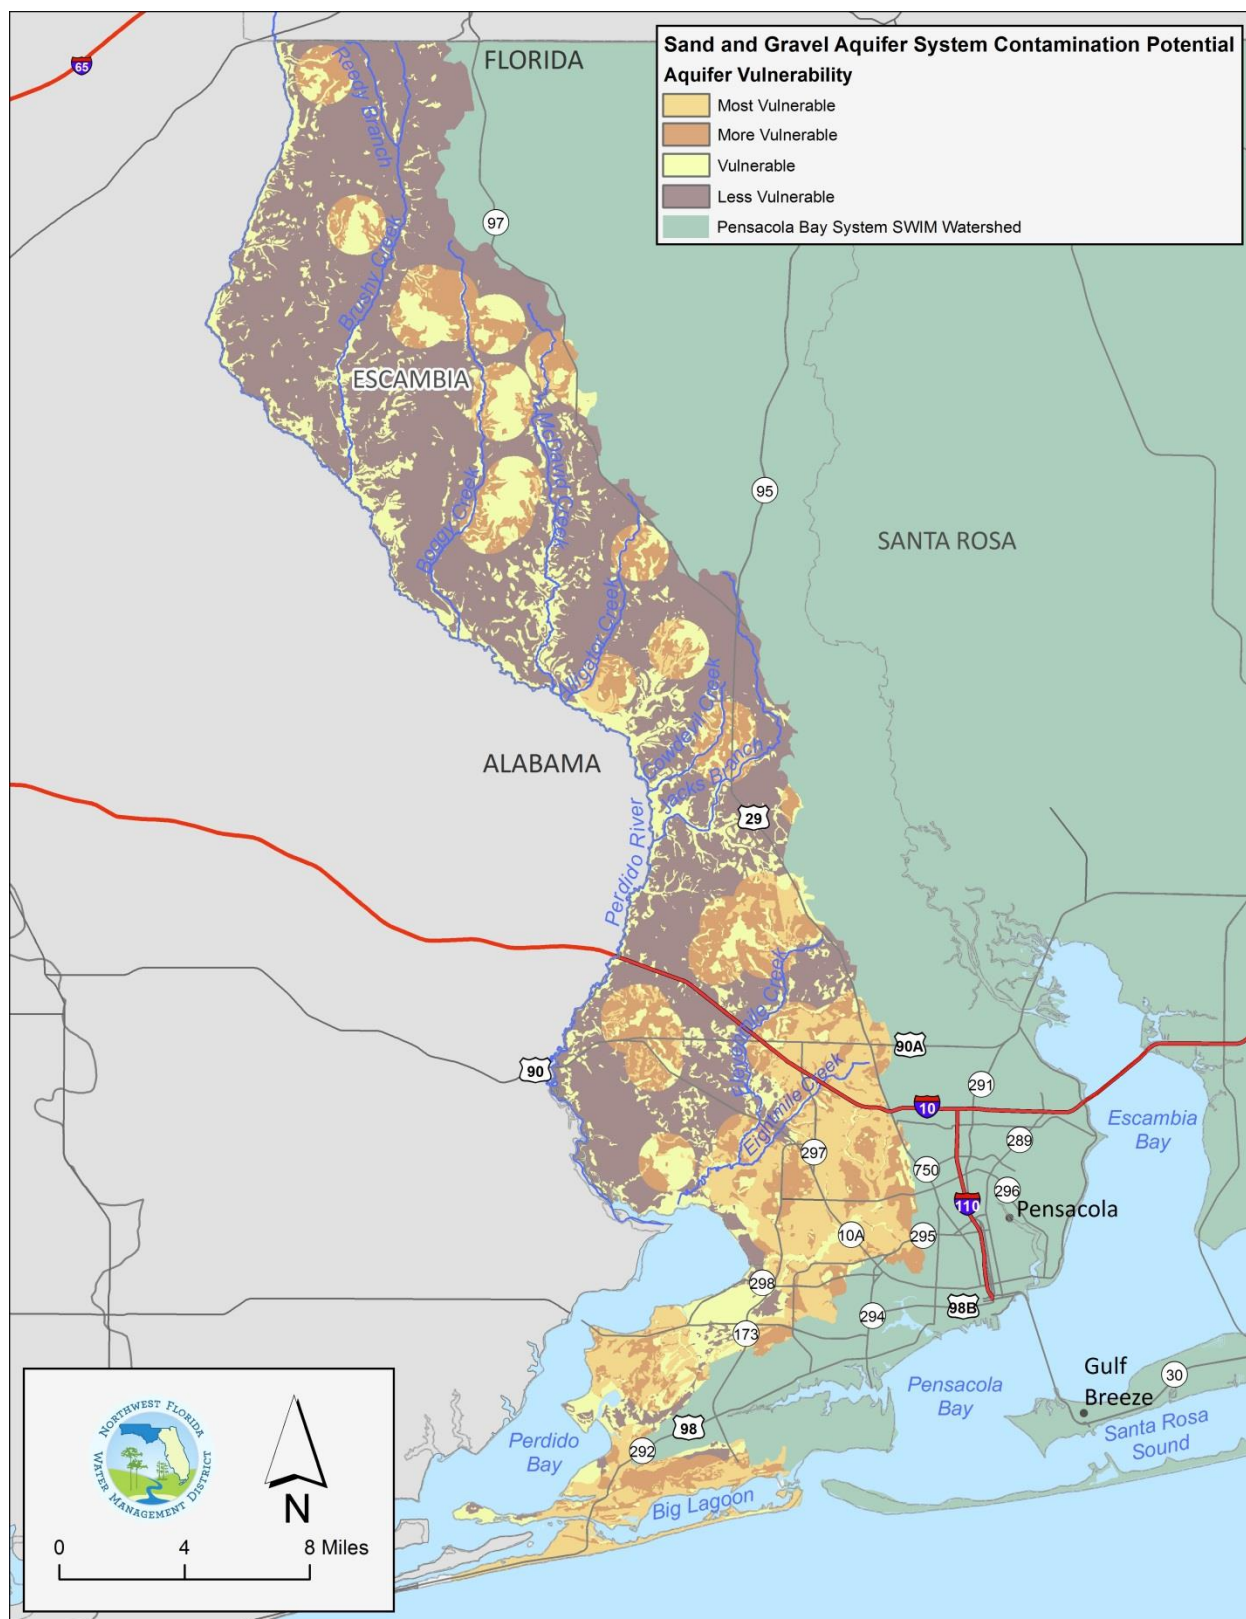 Sand and Gravel Aquifer System Contamination Potential
Aquifer Vulnerability
Most Vulnerable
More Vulnerable
Vulnerable
Less Vulnerable
Pensacola Bay System SWIM Watershed
65
FLORIDA
Reedy Branch
97
Brushy Creek
ESCAMBIA
McDavid Creek
Boggy Creek
95
SANTA ROSA
Alligator Creek
Cowdevil Creek
ALABAMA
Jacks Branch
29
Perdido River
Elevenmile Creek
90
90A
291
10
Eightmile Creek
Escambia
Bay
297
289
750
296
110
Pensacola
10A
295
298
98B
294
173
Gulf
Breeze
30
Pensacola
Bay
Santa Rosa
Sound
98
292
Perdido
Bay
Big Lagoon
NORTHWEST FLORIDA
WATER MANAGEMENT DISTRICT
N
0 4 8 Miles